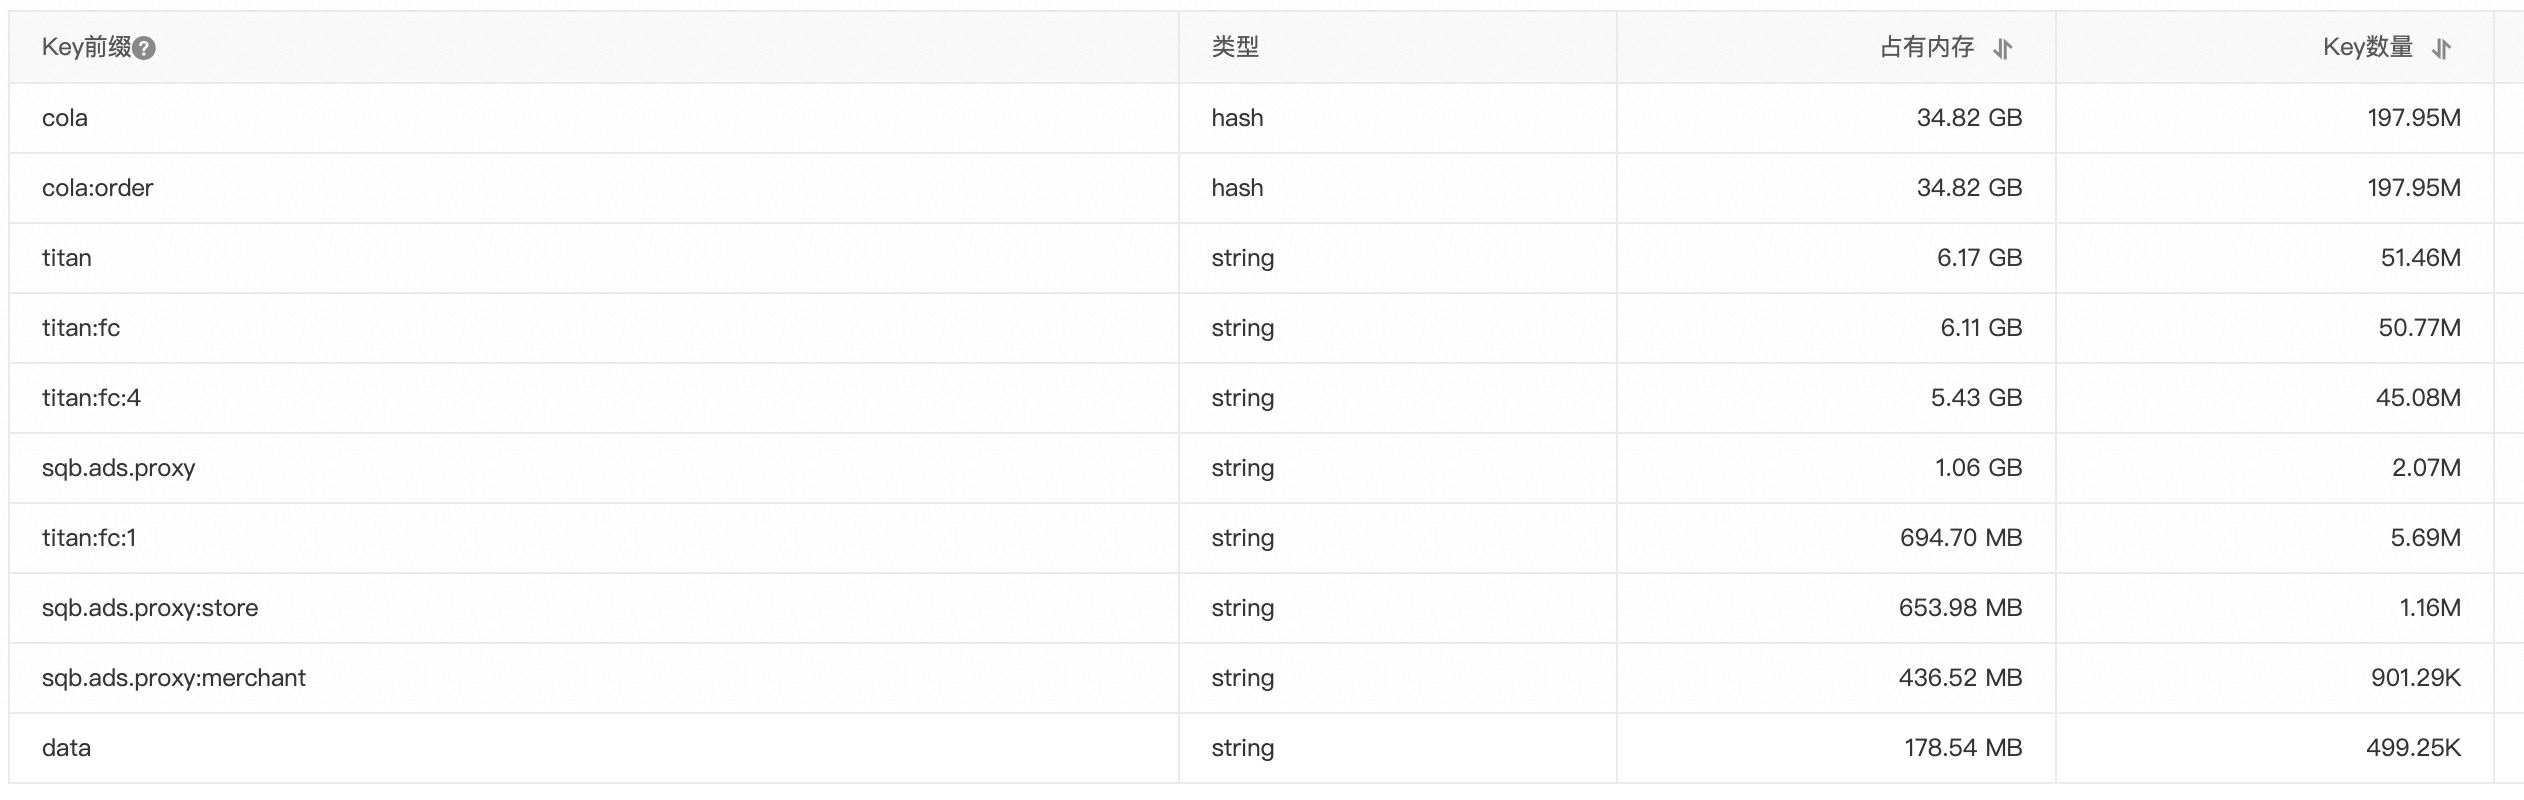 Key前缀 类型 占有内存 Key数量
cola hash 34.82 GB 197.95M
cola:order hash 34.82 GB 197.95M
titan string 6.17 GB 51.46M
titan:fc string 6.11 GB 50.77M
titan:fc:4 string 5.43 GB 45.08M
sqb.ads.proxy string 1.06 GB 2.07M
titan:fc:1 string 694.70 MB 5.69M
sqb.ads.proxy:store string 653.98 MB 1.16M
sqb.ads.proxy:merchant string 436.52 MB 901.29K
data string 178.54 MB 499.25K